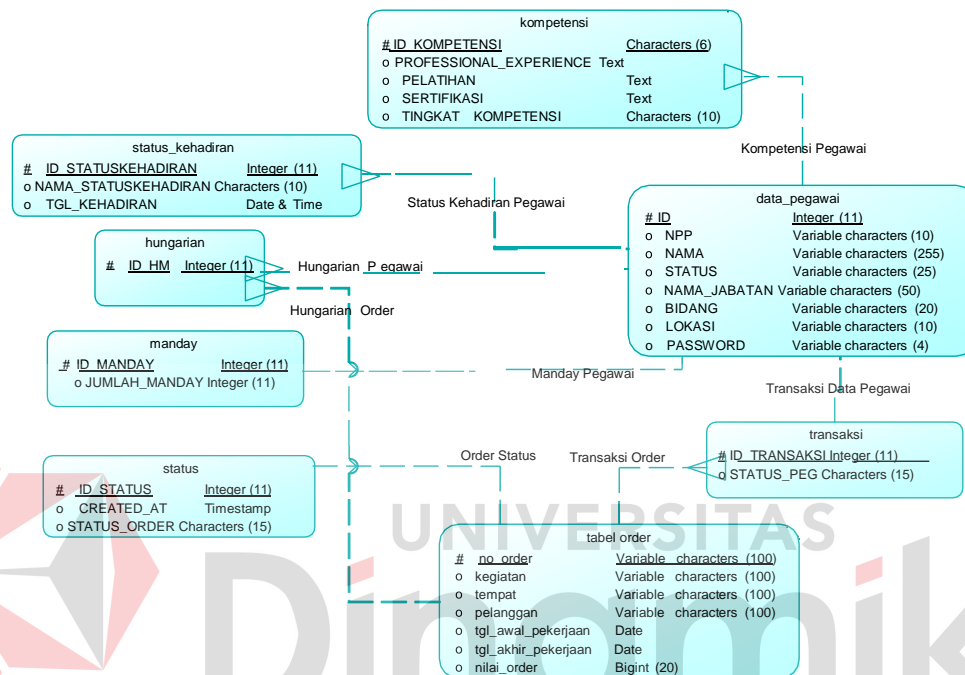 kompetensi
# ID_KOMPETENSI Characters (6)
o PROFESSIONAL_EXPERIENCE Text
o PELATIHAN Text
o SERTIFIKASI Text
o TINGKAT KOMPETENSI Characters (10)
Kompetensi Pegawai
status_kehadiran
# ID_STATUSKEHADIRAN Integer (11)
o NAMA_STATUSKEHADIRAN Characters (10)
o TGL_KEHADIRAN Date & Time
Status Kehadiran Pegawai
data_pegawai
# ID Integer (11)
o NPP Variable characters (10)
o NAMA Variable characters (255)
o STATUS Variable characters (25)
o NAMA_JABATAN Variable characters (50)
o BIDANG Variable characters (20)
o LOKASI Variable characters (10)
o PASSWORD Variable characters (4)
hungarian
# ID_HM Integer (11)
Hungarian P egawai
Hungarian Order
manday
# ID_MANDAY Integer (11)
o JUMLAH_MANDAY Integer (11)
Manday Pegawai
Transaksi Data Pegawai
transaksi
# ID_TRANSAKSI Integer (11)
o STATUS_PEG Characters (15)
status
# ID_STATUS Integer (11)
o CREATED_AT Timestamp
o STATUS_ORDER Characters (15)
Order Status
Transaksi Order
UNIVERSITAS
Dinamik
tabel order
# no_order Variable characters (100)
o kegiatan Variable characters (100)
o tempat Variable characters (100)
o pelanggan Variable characters (100)
o tgl_awal_pekerjaan Date
o tgl_akhir_pekerjaan Date
o nilai_order Bigint (20)